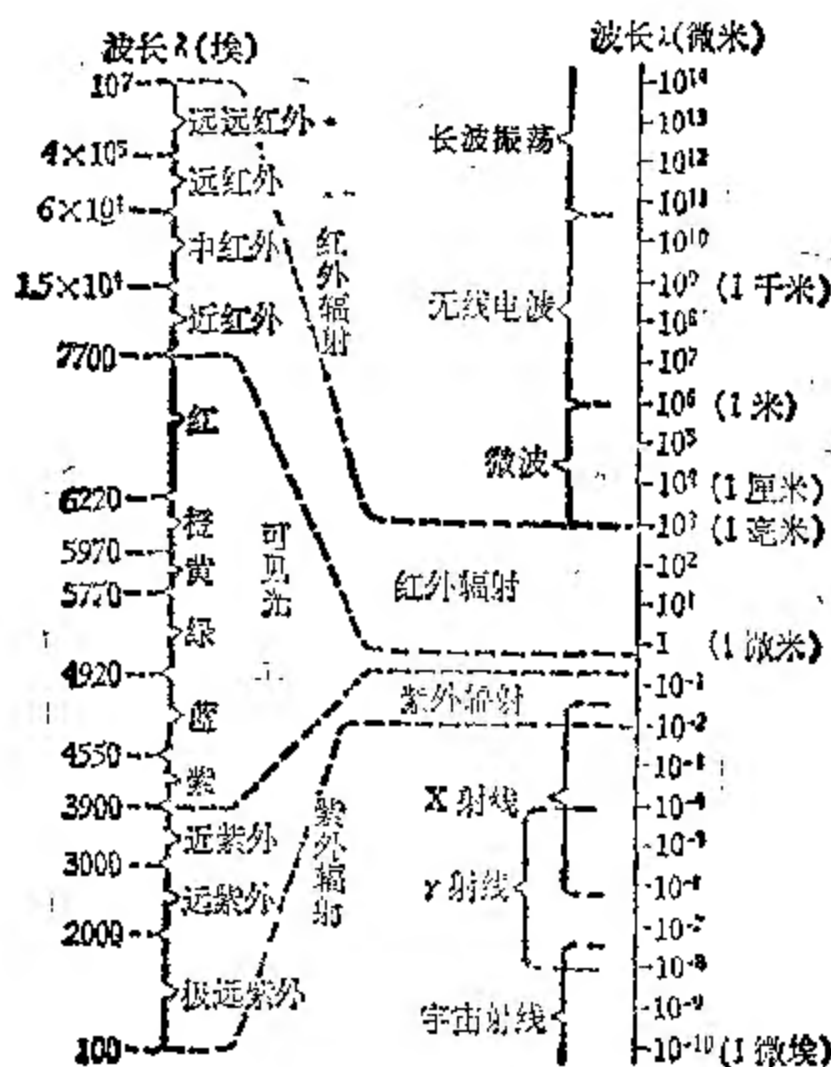 波长λ(埃)
10⁷
远远红外
4×10⁵
远红外
6×10⁴
中红外
1.5×10⁴
近红外
7700
红
6220
橙
5970
黄
5770
绿
4920
蓝
4550
紫
3900
近紫外
3000
远紫外
2000
极远紫外
100
红外辐射
可见光
紫外辐射
波长λ(微米)
长波振荡
无线电波
微波
红外辐射
紫外辐射
X射线
γ射线
宇宙射线
10¹⁴
10¹³
10¹²
10¹¹
10¹⁰
10⁹ (1千米)
10⁸
10⁷
10⁶ (1米)
10⁵
10⁴ (1厘米)
10³ (1毫米)
10²
10¹
1 (1微米)
10⁻¹
10⁻²
10⁻³
10⁻⁴
10⁻⁵
10⁻⁶
10⁻⁷
10⁻⁸
10⁻⁹
10⁻¹⁰ (1微埃)